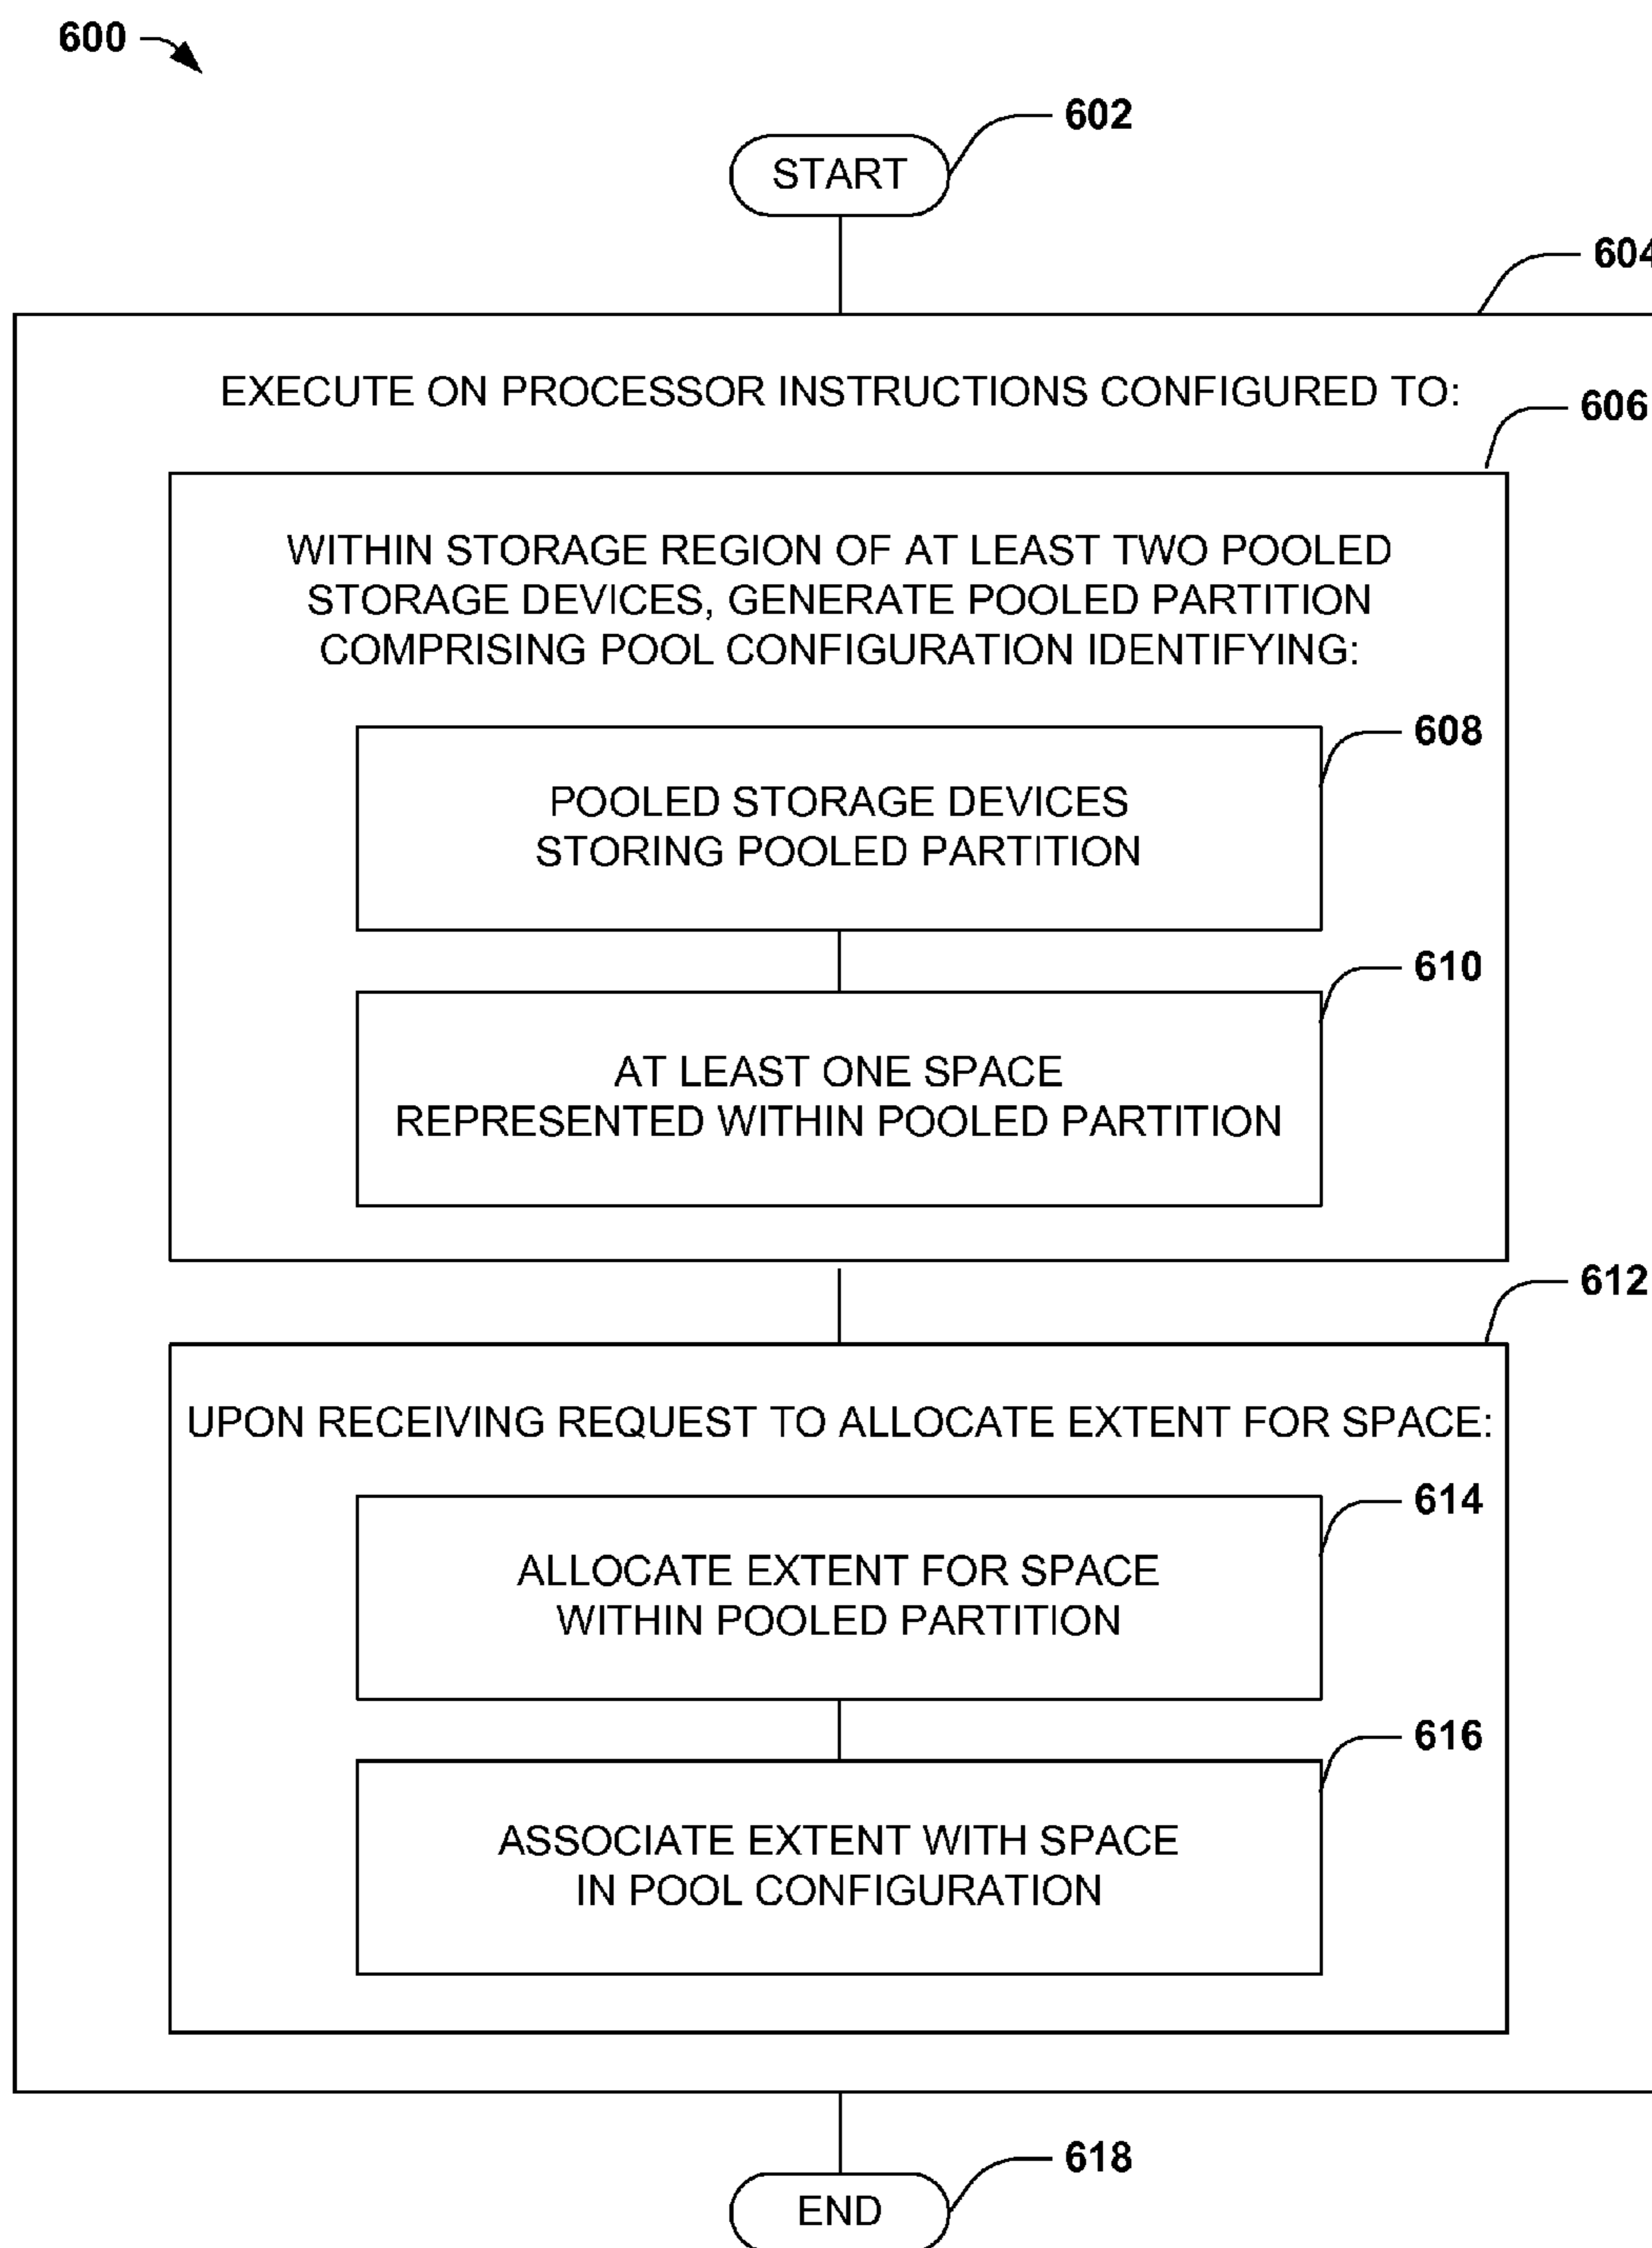 600
602
START
604
EXECUTE ON PROCESSOR INSTRUCTIONS CONFIGURED TO:
606
WITHIN STORAGE REGION OF AT LEAST TWO POOLED
STORAGE DEVICES, GENERATE POOLED PARTITION
COMPRISING POOL CONFIGURATION IDENTIFYING:
608
POOLED STORAGE DEVICES
STORING POOLED PARTITION
610
AT LEAST ONE SPACE
REPRESENTED WITHIN POOLED PARTITION
612
UPON RECEIVING REQUEST TO ALLOCATE EXTENT FOR SPACE:
614
ALLOCATE EXTENT FOR SPACE
WITHIN POOLED PARTITION
616
ASSOCIATE EXTENT WITH SPACE
IN POOL CONFIGURATION
618
END